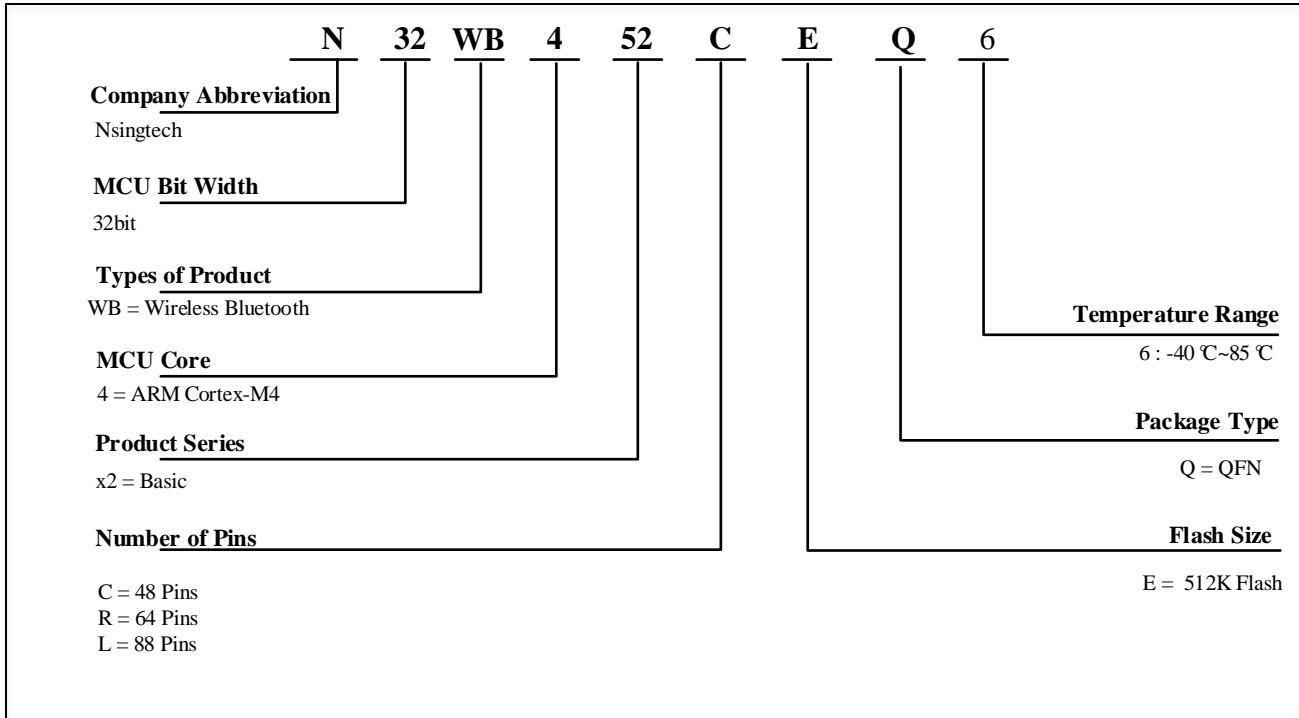 N 32 WB 4 52 C E Q 6
Company Abbreviation
Nsingtech
MCU Bit Width
32bit
Types of Product
WB = Wireless Bluetooth
MCU Core
4 = ARM Cortex-M4
Product Series
x2 = Basic
Number of Pins
C = 48 Pins
R = 64 Pins
L = 88 Pins
Temperature Range
6 : -40 ℃~85 ℃
Package Type
Q = QFN
Flash Size
E = 512K Flash